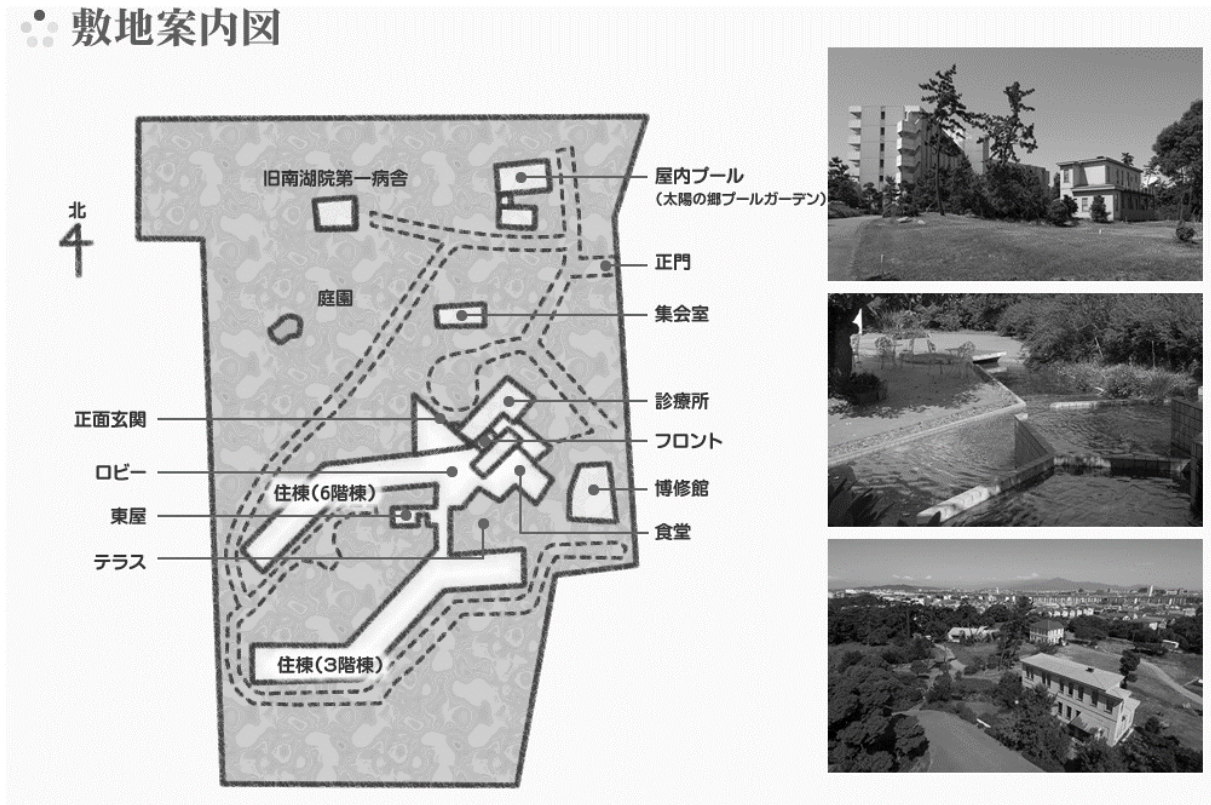 敷地案内図
旧南湖院第一病舎
屋内プール
（太陽の郷プールガーデン）
北
正門
庭園
集会室
診療所
正面玄関
フロント
ロビー
住棟（6階棟）
博修館
東屋
食堂
テラス
住棟（3階棟）